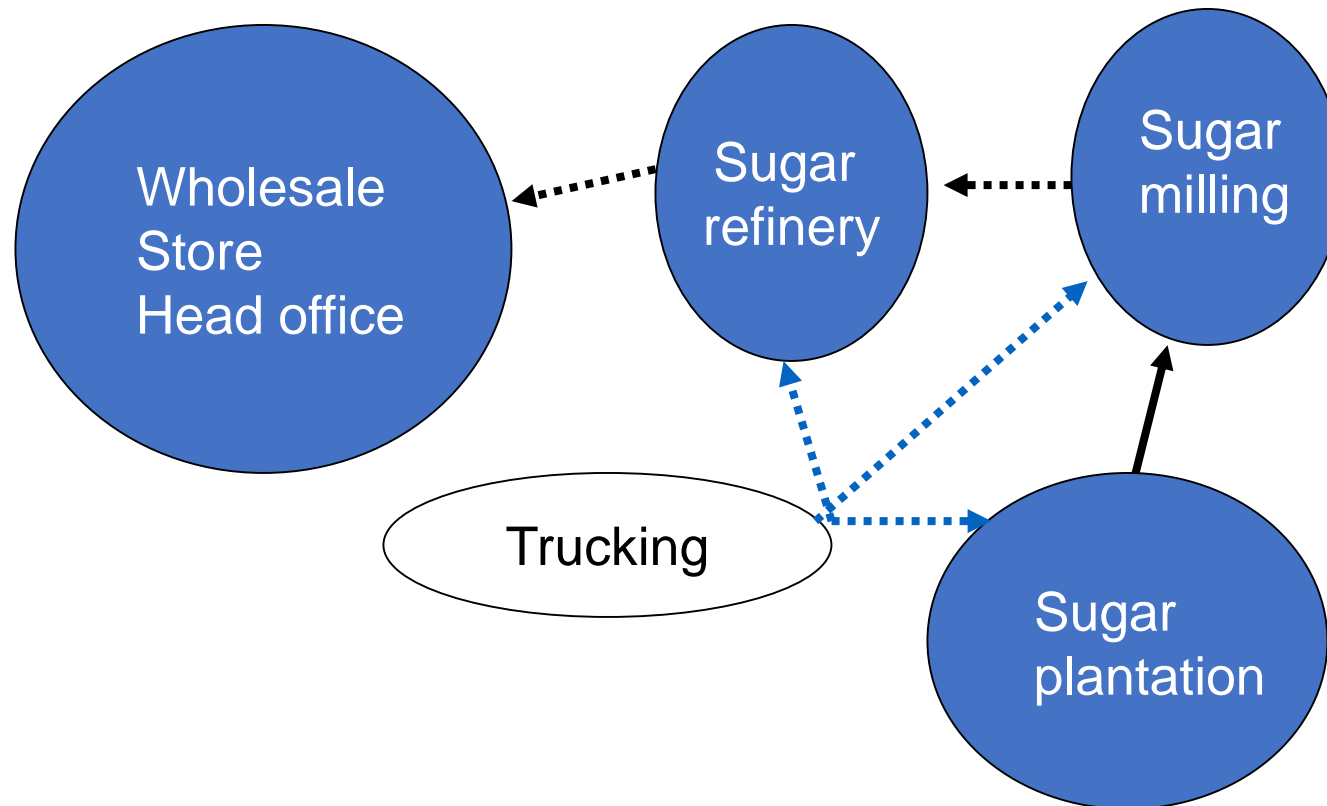 Wholesale
Store
Head office
Sugar
refinery
Sugar
milling
Trucking
Sugar
plantation